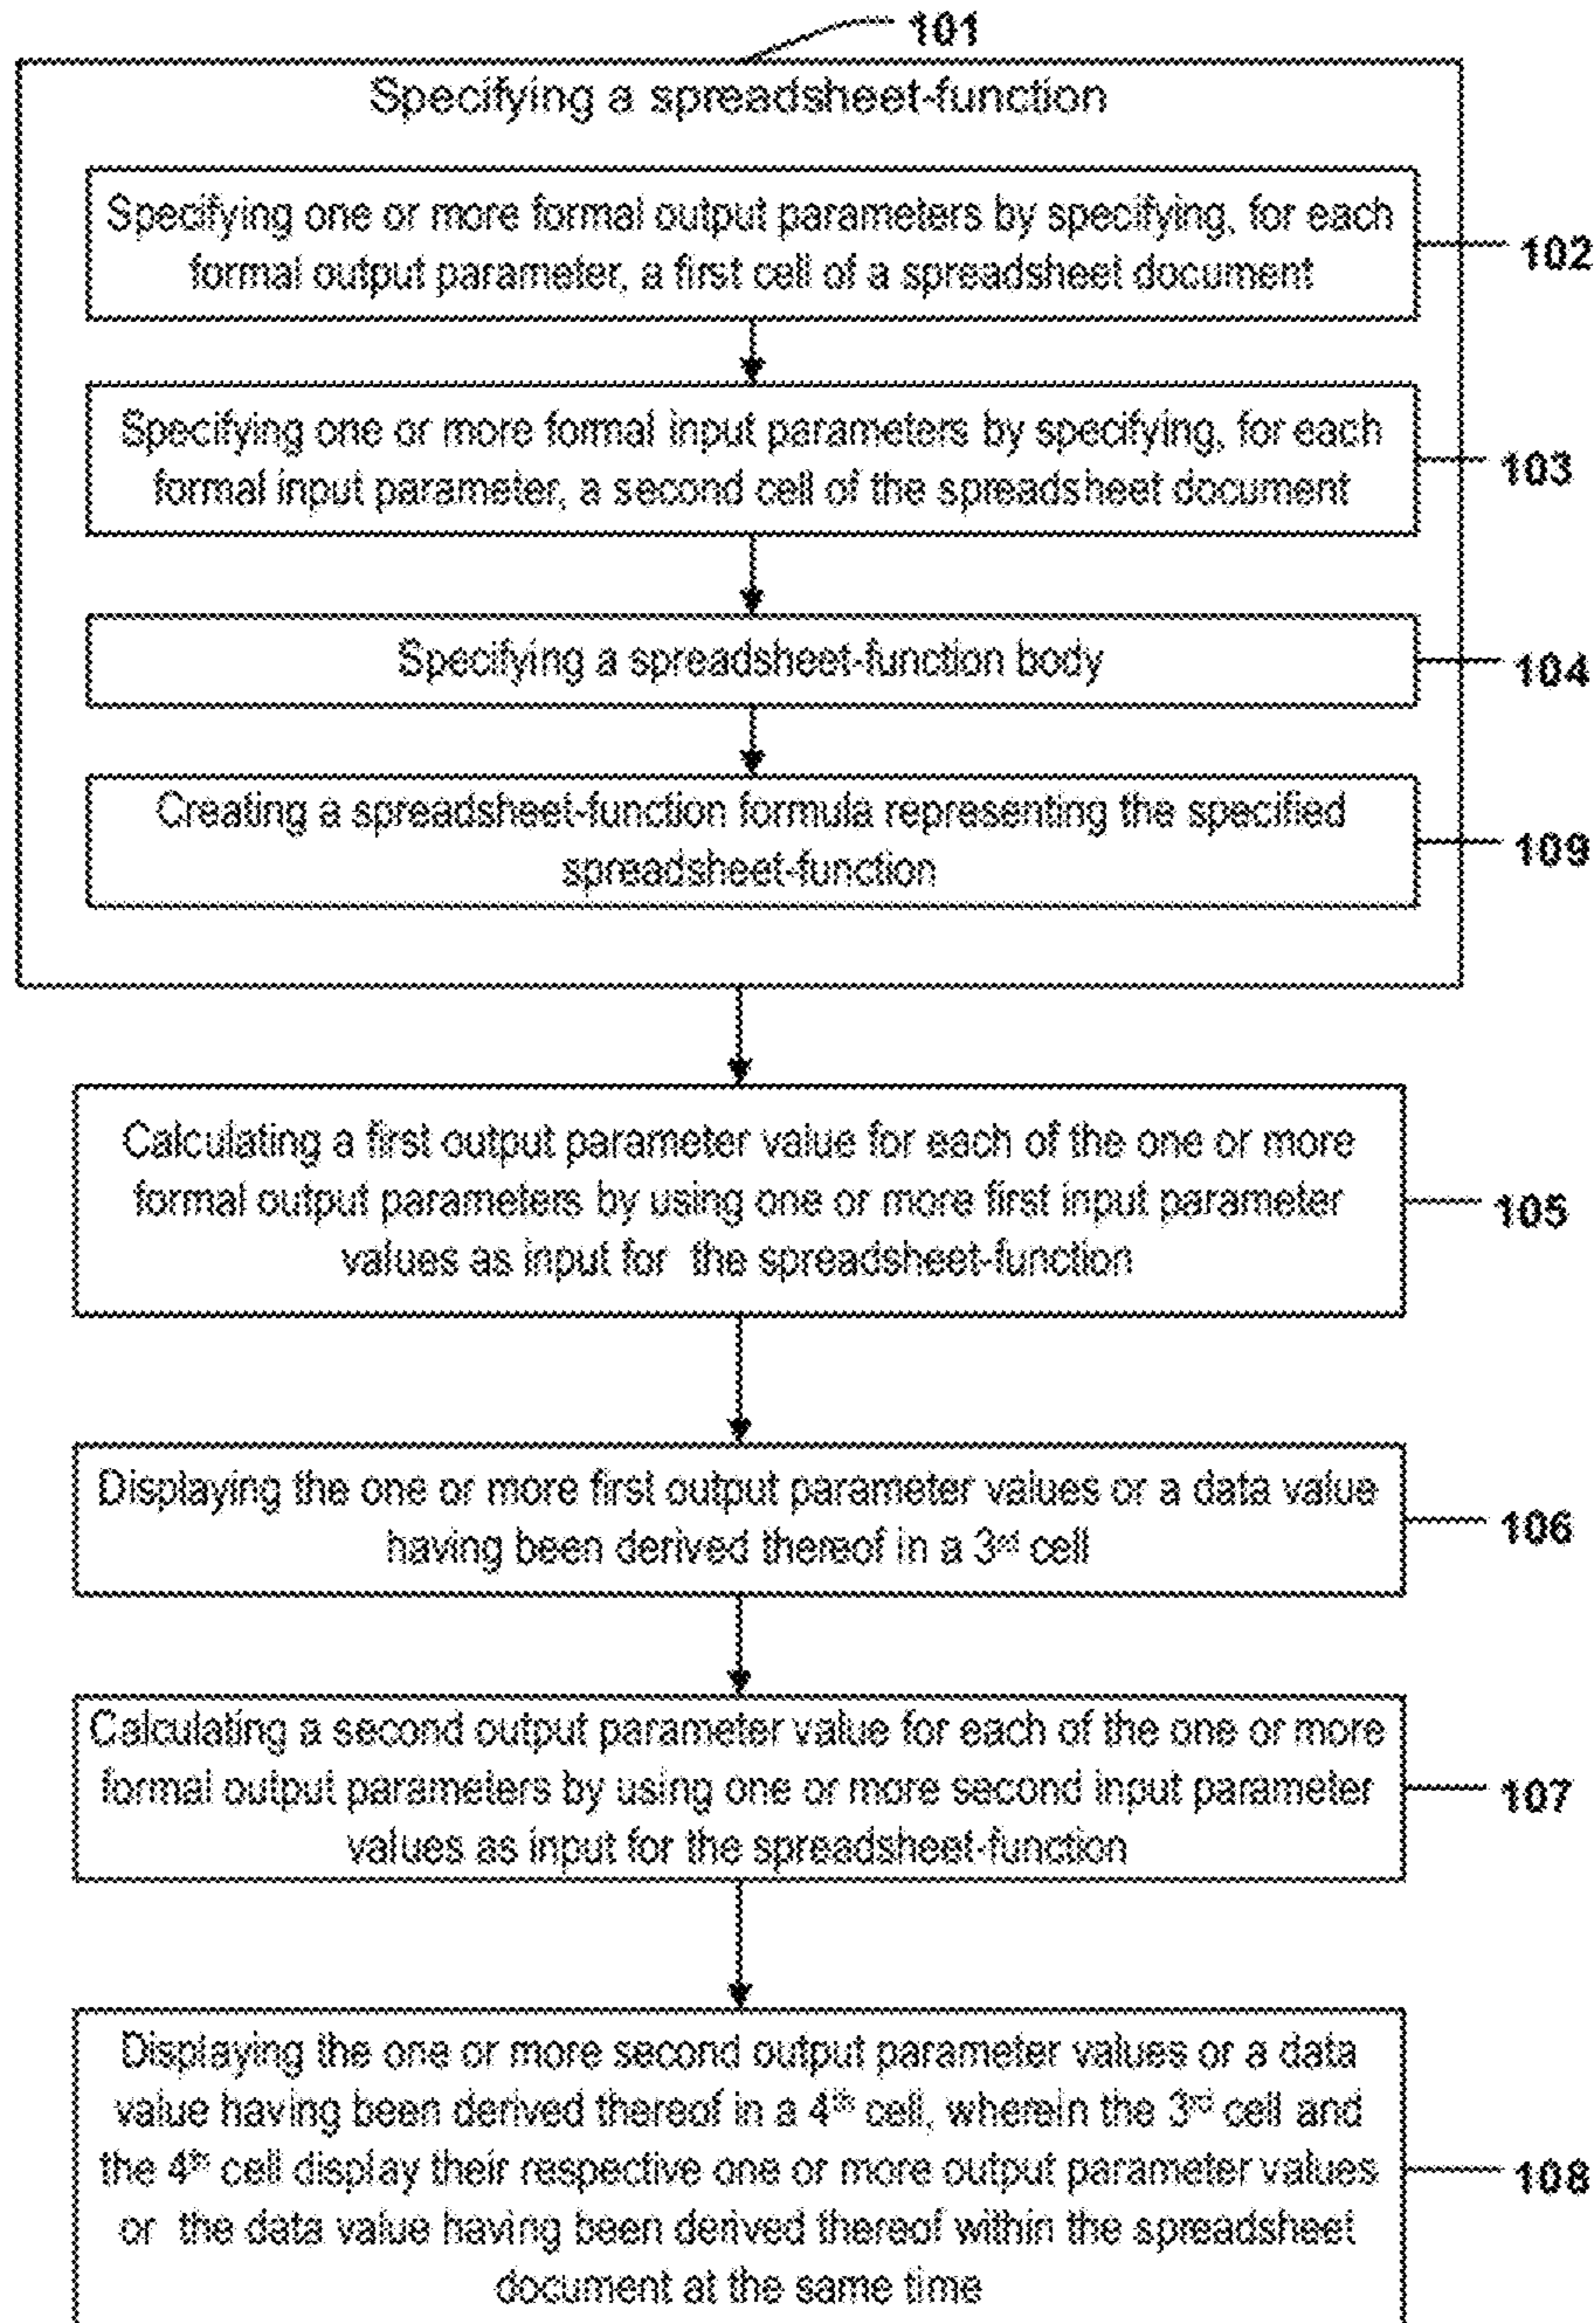 101
Specifying a spreadsheet-function
Specifying one or more formal output parameters by specifying, for each
formal output parameter, a first cell of a spreadsheet document
102
Specifying one or more formal input parameters by specifying, for each
formal input parameter, a second cell of the spreadsheet document
103
Specifying a spreadsheet-function body
104
Creating a spreadsheet-function formula representing the specified
spreadsheet-function
109
Calculating a first output parameter value for each of the one or more
formal output parameters by using one or more first input parameter
values as input for the spreadsheet-function
105
Displaying the one or more first output parameter values or a data value
having been derived thereof in a 3rd cell
106
Calculating a second output parameter value for each of the one or more
formal output parameters by using one or more second input parameter
values as input for the spreadsheet-function
107
Displaying the one or more second output parameter values or a data
value having been derived thereof in a 4th cell, wherein the 3rd cell and
the 4th cell display their respective one or more output parameter values
or the data value having been derived thereof within the spreadsheet
document at the same time
108